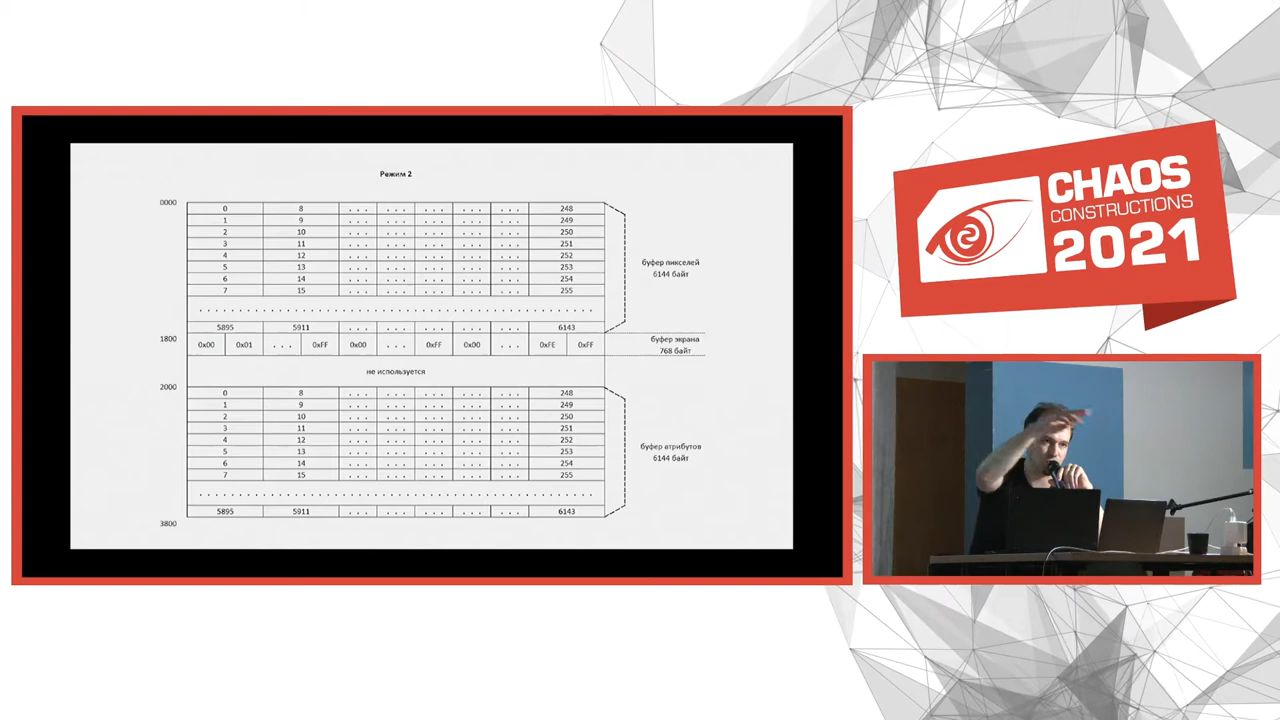 Режим 2
0000
0 8 ... ... ... ... ... 248
1 9 ... ... ... ... ... 249
2 10 ... ... ... ... ... 250
3 11 ... ... ... ... ... 251
4 12 ... ... ... ... ... 252
5 13 ... ... ... ... ... 253
6 14 ... ... ... ... ... 254
7 15 ... ... ... ... ... 255
буфер пикселей
6144 байт
5895 5911 ... ... ... ... ... 6143
1800
0x00 0x01 ... 0xFF 0x00 ... 0xFF 0x00 ... 0xFE 0xFF
буфер экрана
768 байт
не используется
2000
0 8 ... ... ... ... ... 248
1 9 ... ... ... ... ... 249
2 10 ... ... ... ... ... 250
3 11 ... ... ... ... ... 251
4 12 ... ... ... ... ... 252
5 13 ... ... ... ... ... 253
6 14 ... ... ... ... ... 254
7 15 ... ... ... ... ... 255
буфер атрибутов
6144 байт
5895 5911 ... ... ... ... ... 6143
3800
CHAOS
CONSTRUCTIONS
2021